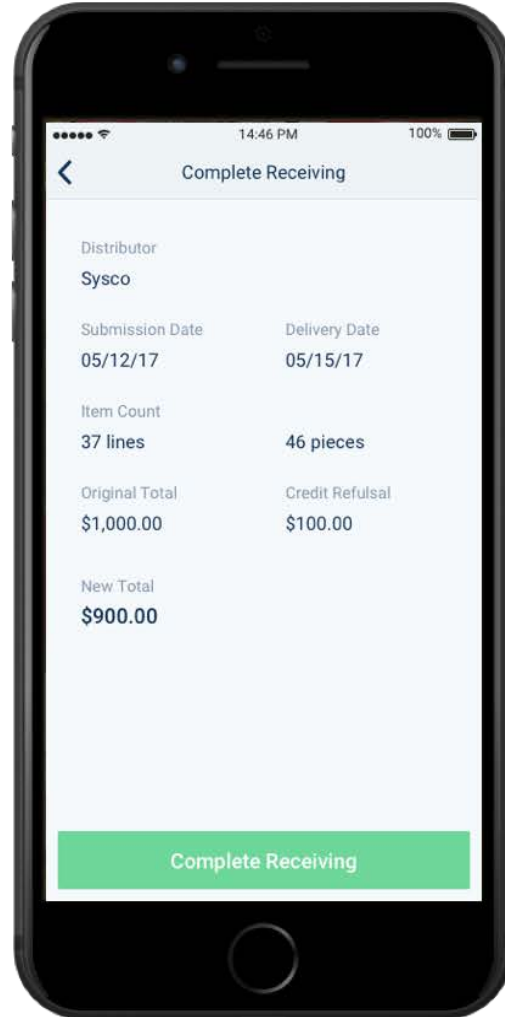 14:46 PM 100%
Complete Receiving
Distributor
Sysco
Submission Date Delivery Date
05/12/17 05/15/17
Item Count
37 lines 46 pieces
Original Total Credit Refulsal
$1,000.00 $100.00
New Total
$900.00
Complete Receiving